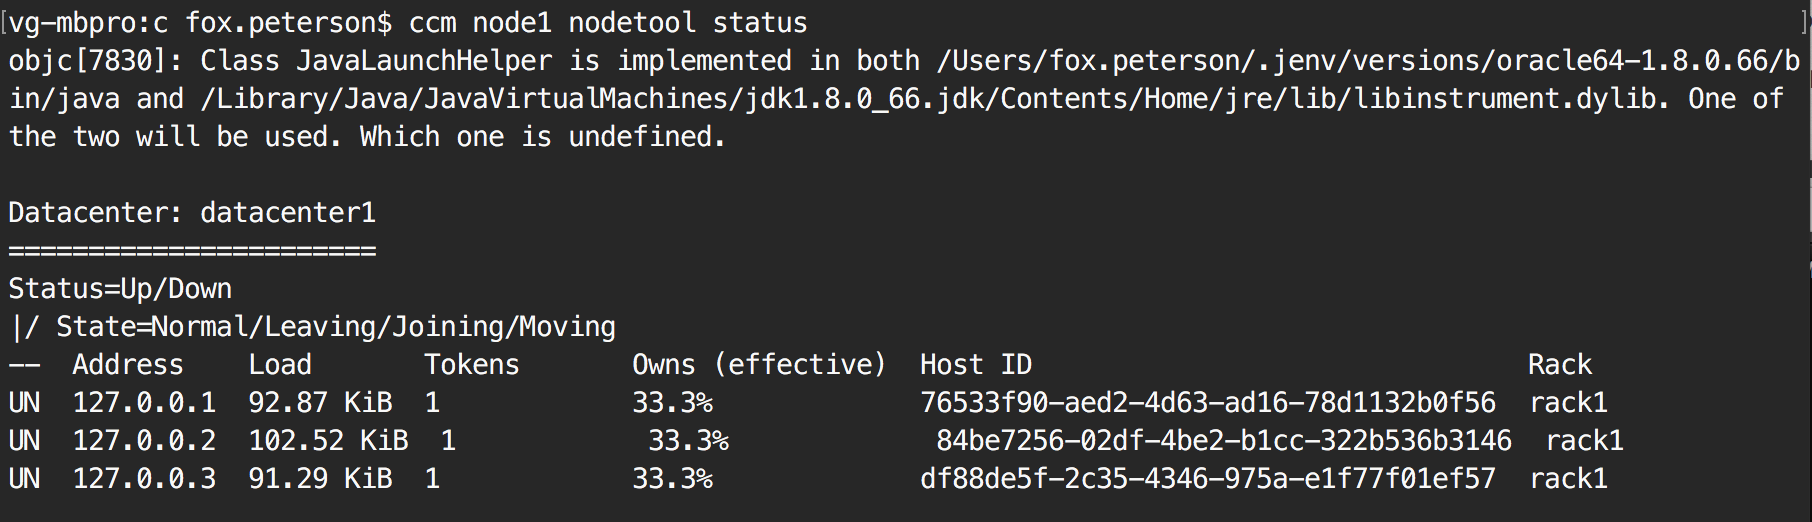 [vg-mbpro:c fox.peterson$ ccm node1 nodetool status ]
objc[7830]: Class JavaLaunchHelper is implemented in both /Users/fox.peterson/.jenv/versions/oracle64-1.8.0.66/b
in/java and /Library/Java/JavaVirtualMachines/jdk1.8.0_66.jdk/Contents/Home/jre/lib/libinstrument.dylib. One of
the two will be used. Which one is undefined.

Datacenter: datacenter1
=======================
Status=Up/Down
|/ State=Normal/Leaving/Joining/Moving
--  Address    Load       Tokens       Owns (effective)  Host ID                               Rack
UN  127.0.0.1  92.87 KiB  1            33.3%             76533f90-aed2-4d63-ad16-78d1132b0f56  rack1
UN  127.0.0.2  102.52 KiB  1            33.3%             84be7256-02df-4be2-b1cc-322b536b3146  rack1
UN  127.0.0.3  91.29 KiB  1            33.3%             df88de5f-2c35-4346-975a-e1f77f01ef57  rack1